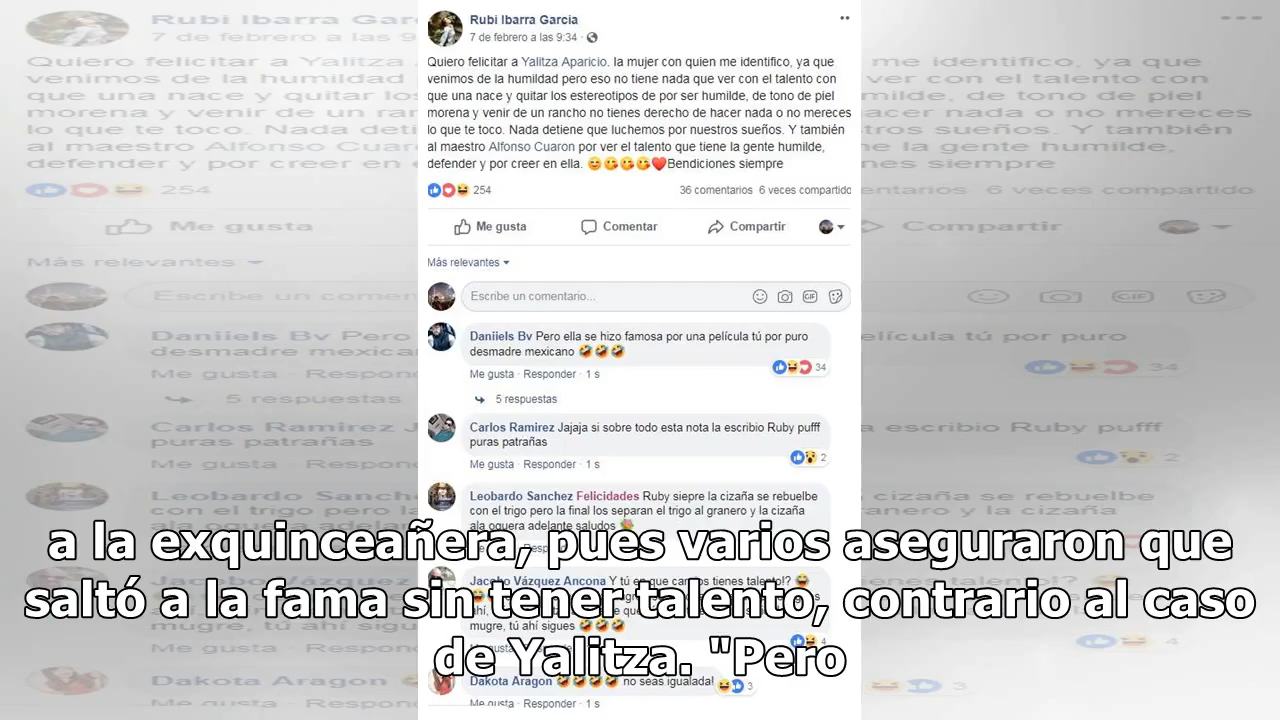 Rubi Ibarra Garcia
7 de febrero a las 9:34 ·
Quiero felicitar a Yalitza Aparicio. la mujer con quien me identifico, ya que
venimos de la humildad pero eso no tiene nada que ver con el talento con
que una nace y quitar los estereotipos de por ser humilde, de tono de piel
morena y venir de un rancho no tienes derecho de hacer nada o no mereces
lo que te toco. Nada detiene que luchemos por nuestros sueños. Y también
al maestro Alfonso Cuaron por ver el talento que tiene la gente humilde,
defender y por creer en ella. 😊😘😘😘❤️Bendiciones siempre
254
36 comentarios 6 veces compartido
Me gusta Comentar Compartir
Más relevantes
Escribe un comentario...
GIF
Daniiels Bv Pero ella se hizo famosa por una película tú por puro
desmadre mexicano 🤣🤣🤣
34
Me gusta · Responder · 1 s
5 respuestas
Carlos Ramirez Jajaja si sobre todo esta nota la escribio Ruby pufff
puras patrañas
2
Me gusta · Responder · 1 s
Leobardo Sanchez Felicidades Ruby siepre la cizaña se rebuelbe
con el trigo pero la final los separan el trigo al granero y la cizaña
ala oguera adelante saludos
a la exquinceañera, pues varios aseguraron que
Jacobo Vázquez Ancona Y tú en que
saltó a la fama sin tener talento, contrario al caso
mugre, tú ahí sigues 🤣🤣🤣
4
de Yalitza. "Pero
Dakota Aragon 🤣🤣🤣🤣 no seas igualada!
3
Me gusta · Responder · 1 s